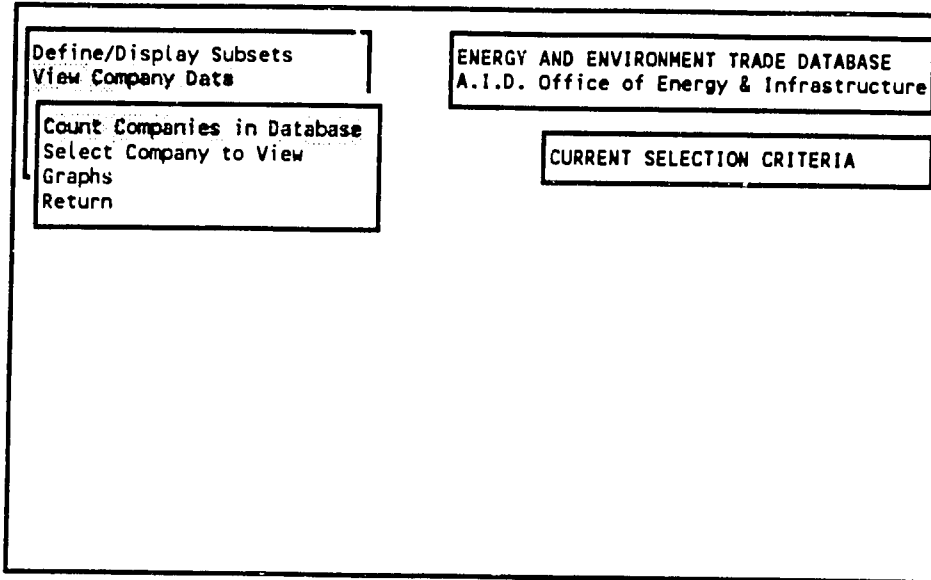 Define/Display Subsets
View Company Data
Count Companies in Database
Select Company to View
Graphs
Return
ENERGY AND ENVIRONMENT TRADE DATABASE
A.I.D. Office of Energy & Infrastructure
CURRENT SELECTION CRITERIA